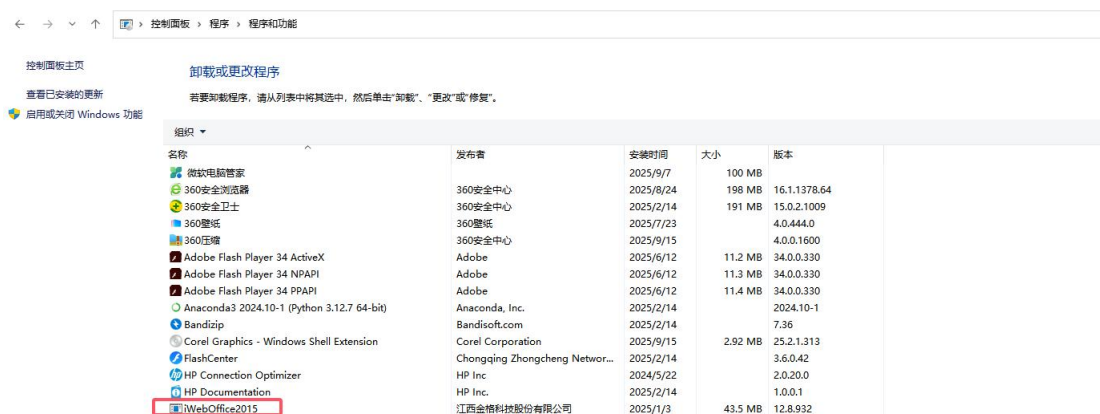 控制面板 › 程序 › 程序和功能
控制面板主页
卸载或更改程序
查看已安装的更新
若要卸载程序，请从列表中将其选中，然后单击“卸载”、“更改”或“修复”。
启用或关闭 Windows 功能
组织
名称 发布者 安装时间 大小 版本
微软电脑管家 2025/9/7 100 MB
360安全浏览器 360安全中心 2025/8/24 198 MB 16.1.1378.64
360安全卫士 360安全中心 2025/2/14 191 MB 15.0.2.1009
360壁纸 360壁纸 2025/7/23 4.0.444.0
360压缩 360安全中心 2025/9/15 4.0.0.1600
Adobe Flash Player 34 ActiveX Adobe 2025/6/12 11.2 MB 34.0.0.330
Adobe Flash Player 34 NPAPI Adobe 2025/6/12 11.3 MB 34.0.0.330
Adobe Flash Player 34 PPAPI Adobe 2025/6/12 11.4 MB 34.0.0.330
Anaconda3 2024.10-1 (Python 3.12.7 64-bit) Anaconda, Inc. 2025/2/14 2024.10-1
Bandizip Bandisoft.com 2025/2/14 7.36
Corel Graphics - Windows Shell Extension Corel Corporation 2025/9/15 2.92 MB 25.2.1.313
FlashCenter Chongqing Zhongcheng Networ... 2025/2/14 3.6.0.42
HP Connection Optimizer HP Inc 2024/5/22 2.0.20.0
HP Documentation HP Inc. 2025/2/14 1.0.0.1
iWebOffice2015 江西金格科技股份有限公司 2025/1/3 43.5 MB 12.8.932